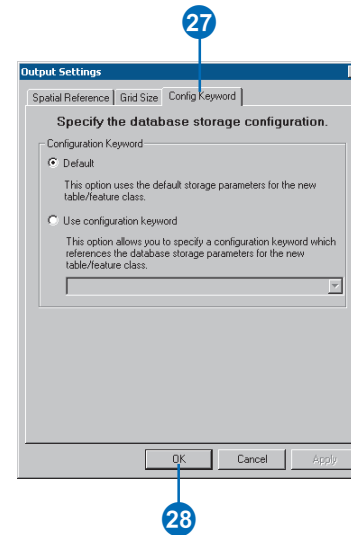 27
Output Settings
Spatial Reference Grid Size Config Keyword
Specify the database storage configuration.
Configuration Keyword
Default
This option uses the default storage parameters for the new
table/feature class.
Use configuration keyword
This option allows you to specify a configuration keyword which
references the database storage parameters for the new
table/feature class.
OK Cancel Apply
28